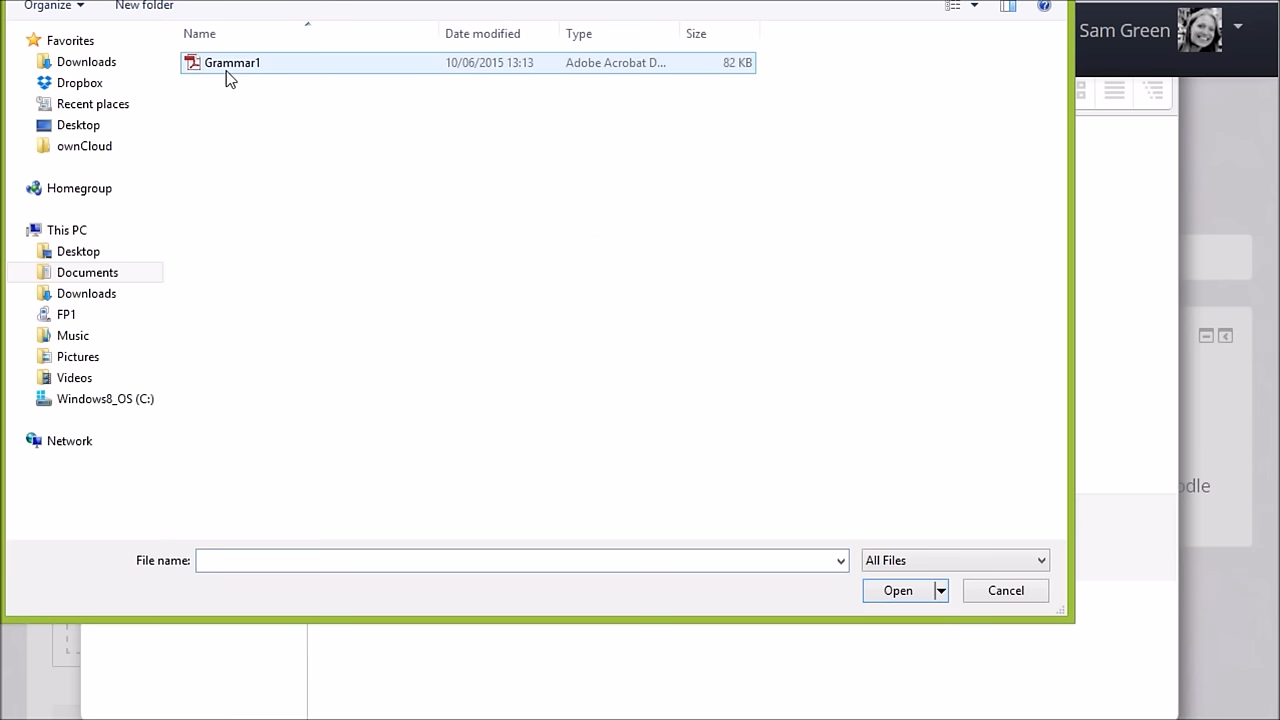 Organize New folder
Sam Green
Name Date modified Type Size
Grammar1 10/06/2015 13:13 Adobe Acrobat D... 82 KB
Favorites
Downloads
Dropbox
Recent places
Desktop
ownCloud
Homegroup
This PC
Desktop
Documents
Downloads
FP1
Music
Pictures
Videos
Windows8_OS (C:)
Network
odle
File name: All Files
Open Cancel